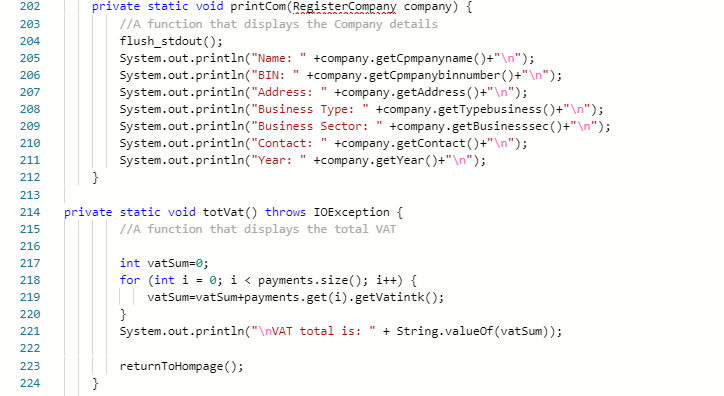 202 private static void printCom(RegisterCompany company) {
203 //A function that displays the Company details
204 flush_stdout();
205 System.out.println("Name: " +company.getCpmpanyname()+"\n");
206 System.out.println("BIN: " +company.getCpmpanybinnumber()+"\n");
207 System.out.println("Address: " +company.getAddress()+"\n");
208 System.out.println("Business Type: " +company.getTypebusiness()+"\n");
209 System.out.println("Business Sector: " +company.getBusinesssec()+"\n");
210 System.out.println("Contact: " +company.getContact()+"\n");
211 System.out.println("Year: " +company.getYear()+"\n");
212 }
213
214 private static void totVat() throws IOException {
215 //A function that displays the total VAT
216
217 int vatSum=0;
218 for (int i = 0; i < payments.size(); i++) {
219 vatSum=vatSum+payments.get(i).getVatintk();
220 }
221 System.out.println("\nVAT total is: " + String.valueOf(vatSum));
222
223 returnToHompage();
224 }